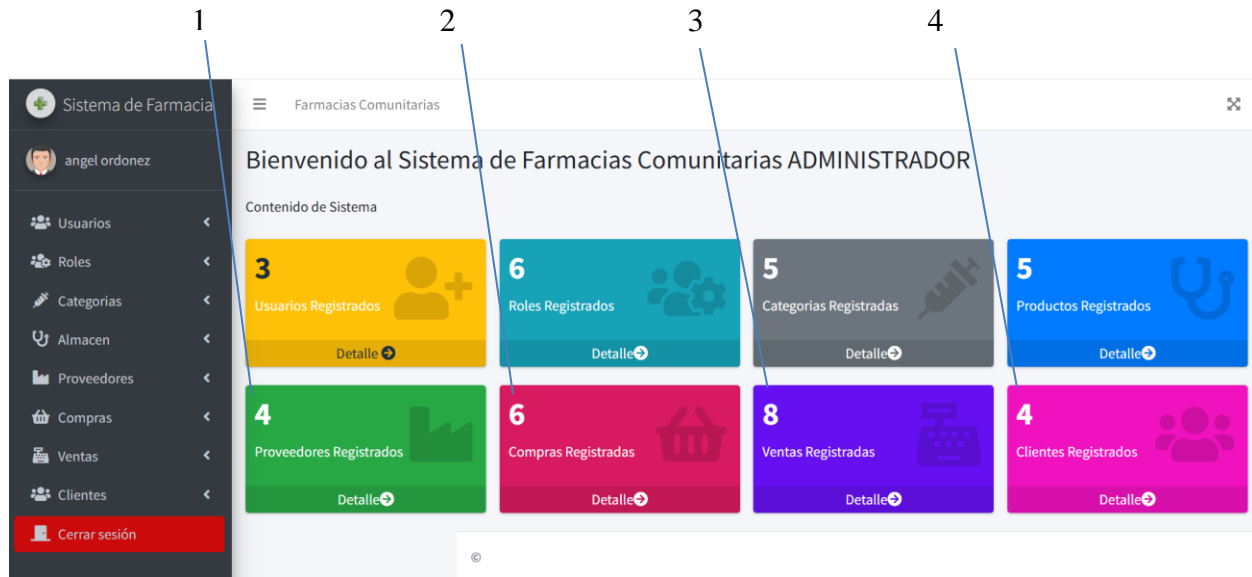 1 2 3 4
Sistema de Farmacia
Farmacias Comunitarias
angel ordonez
Usuarios
Roles
Categorias
Almacen
Proveedores
Compras
Ventas
Clientes
Cerrar sesión
Bienvenido al Sistema de Farmacias Comunitarias ADMINISTRADOR
Contenido de Sistema
3
Usuarios Registrados
Detalle
6
Roles Registrados
Detalle
5
Categorias Registradas
Detalle
5
Productos Registrados
Detalle
4
Proveedores Registrados
Detalle
6
Compras Registradas
Detalle
8
Ventas Registradas
Detalle
4
Clientes Registrados
Detalle
©